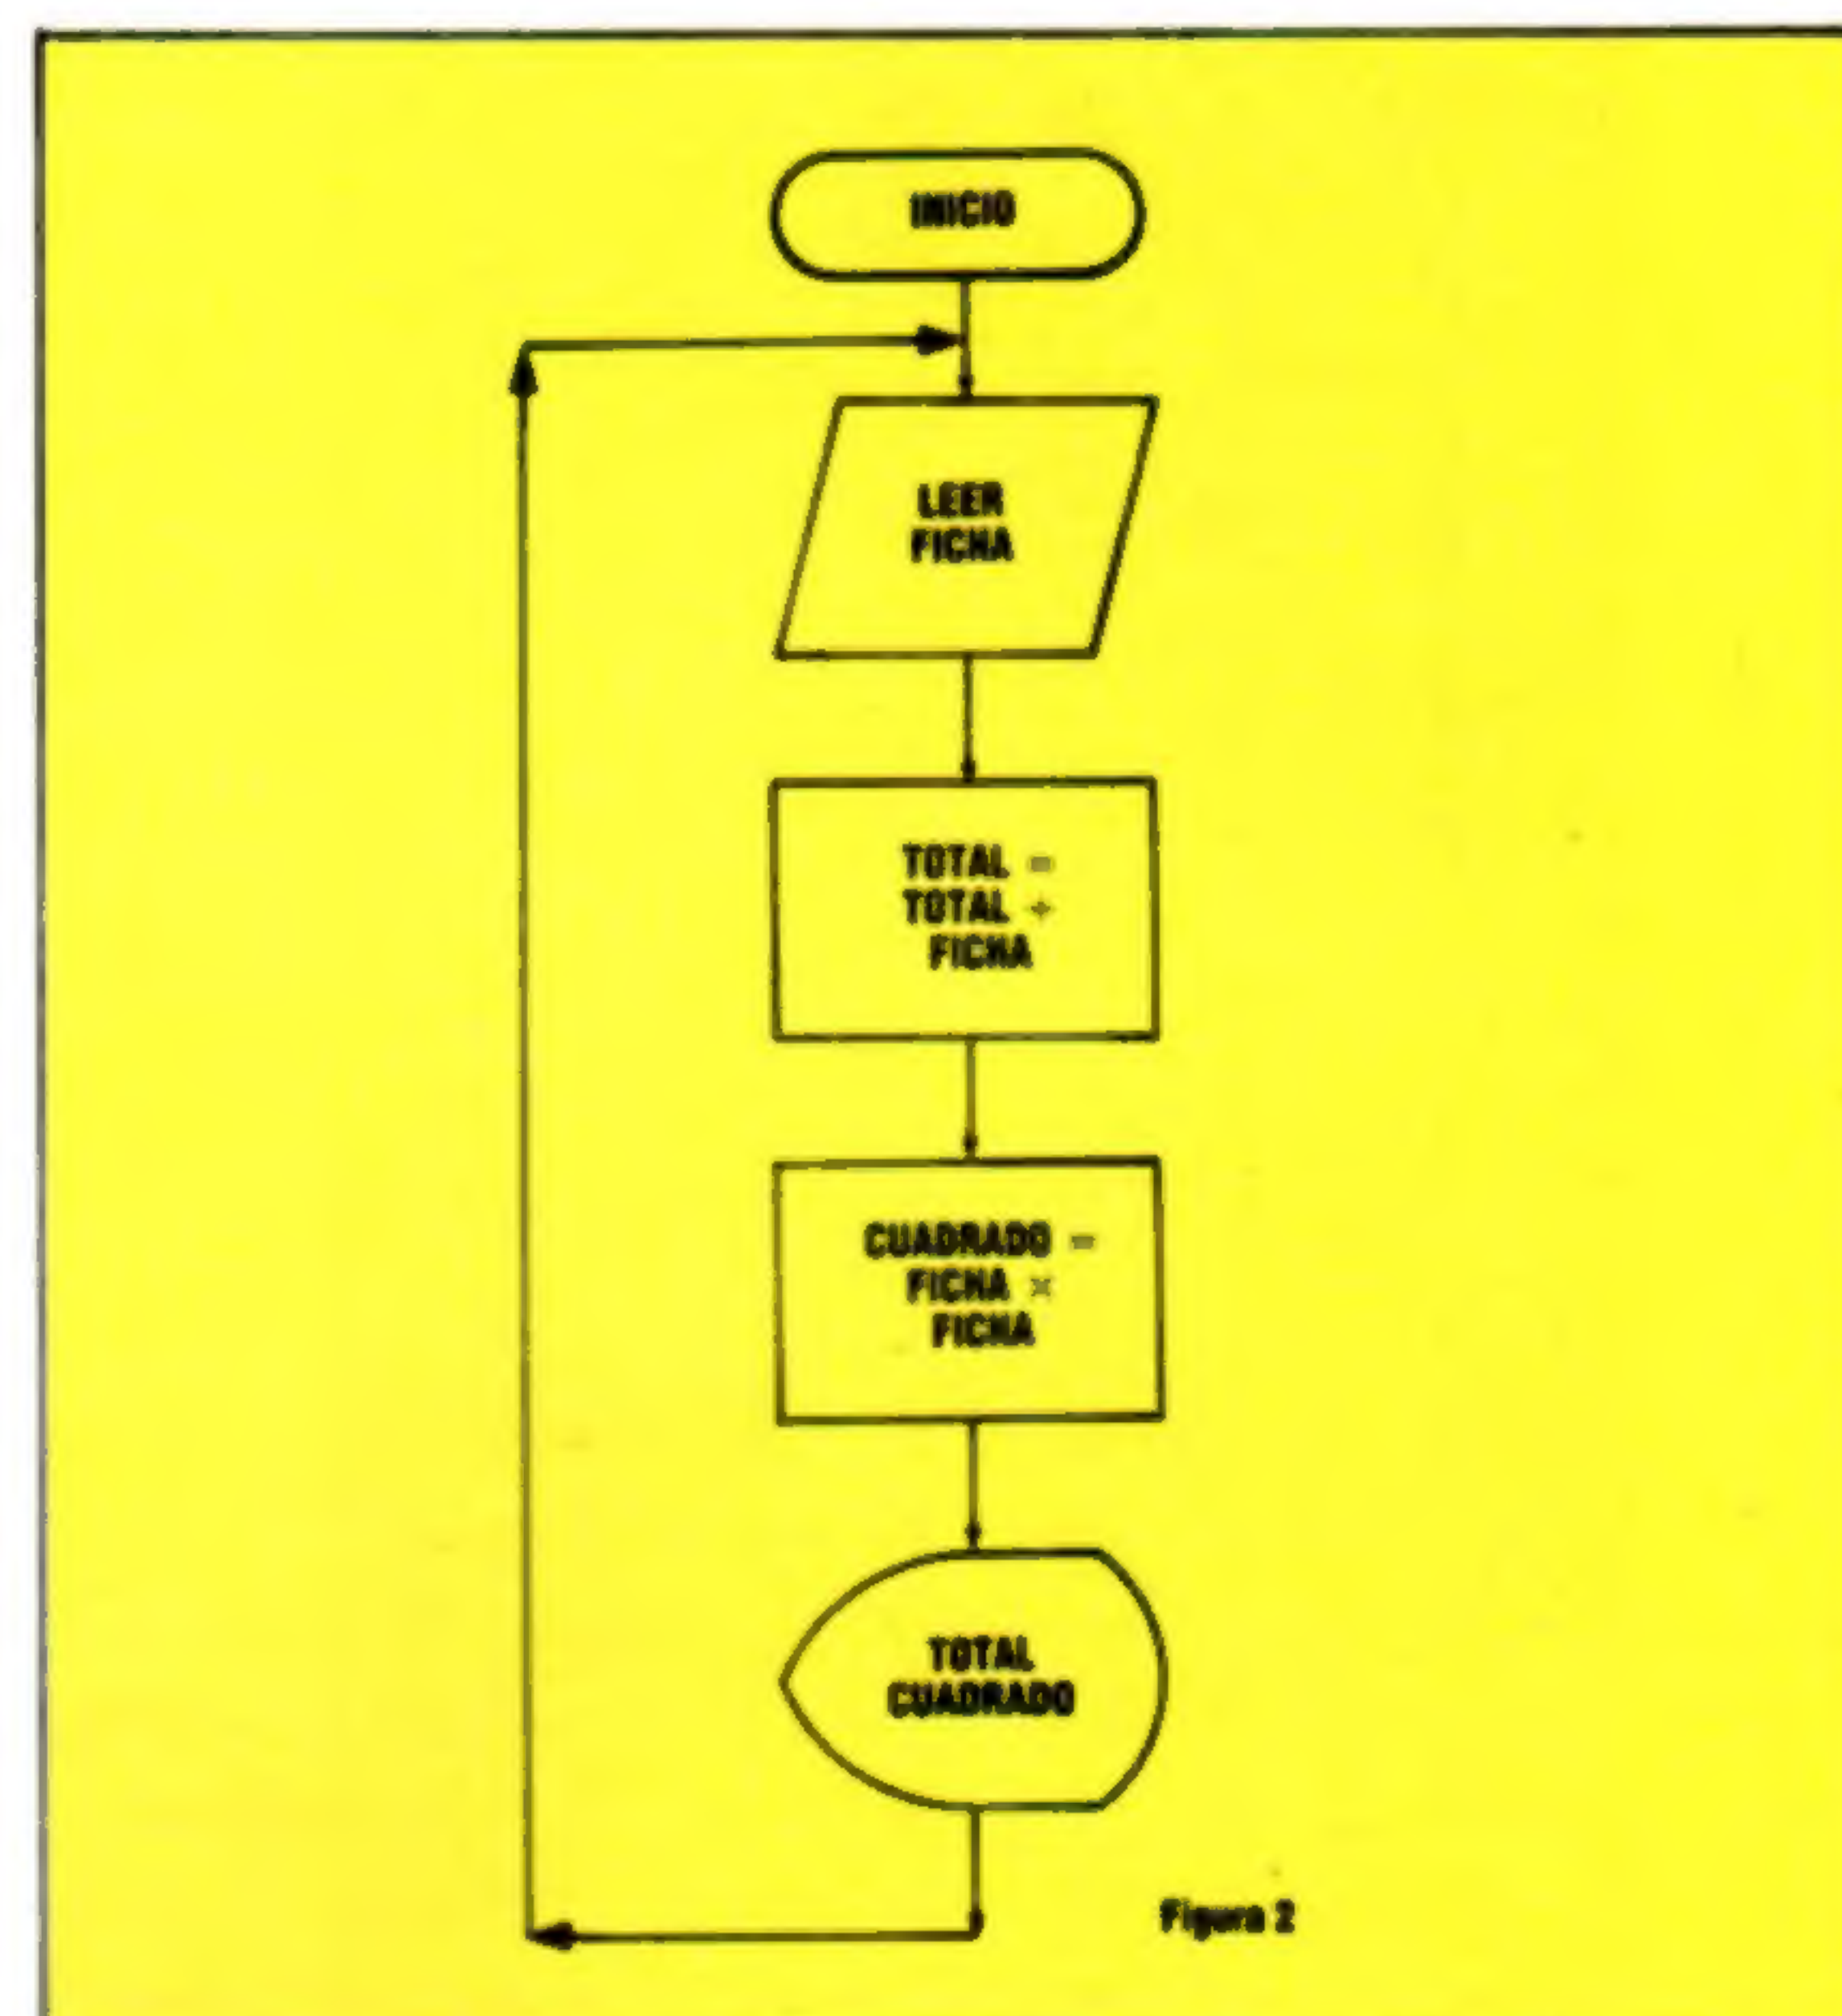 INICIO
LEER
FICHA
TOTAL =
TOTAL +
FICHA
CUADRADO =
FICHA ×
FICHA
TOTAL
CUADRADO
Figura 2